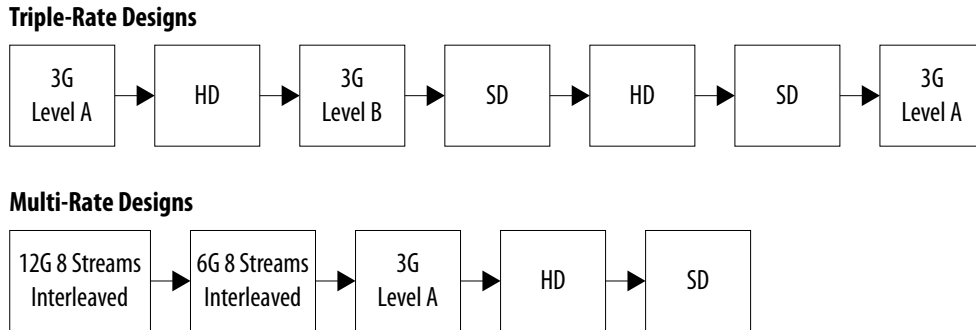 Triple-Rate Designs
3G
Level A
HD
3G
Level B
SD
HD
SD
3G
Level A
Multi-Rate Designs
12G 8 Streams
Interleaved
6G 8 Streams
Interleaved
3G
Level A
HD
SD